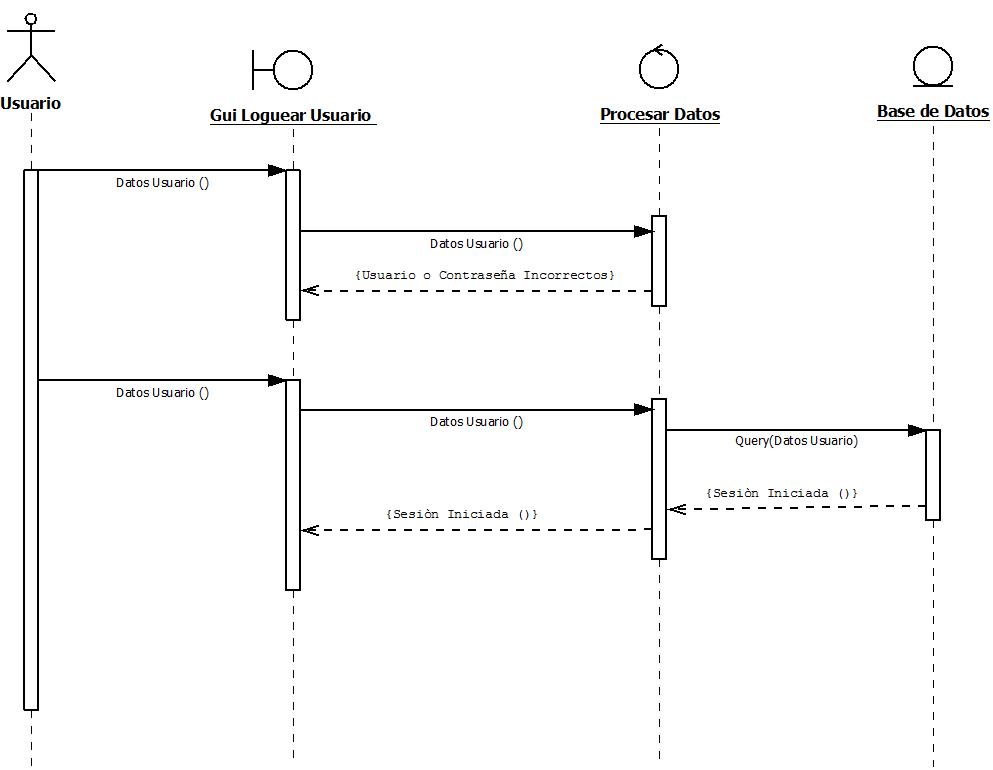 Usuario
Gui Loguear Usuario
Procesar Datos
Base de Datos
Datos Usuario ()
Datos Usuario ()
{Usuario o Contraseña Incorrectos}
Datos Usuario ()
Datos Usuario ()
Query(Datos Usuario)
{Sesiòn Iniciada ()}
{Sesiòn Iniciada ()}